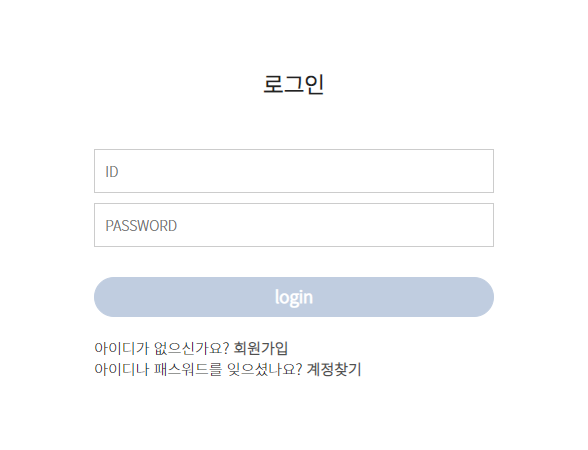 로그인
ID
PASSWORD
login
아이디가 없으신가요? 회원가입
아이디나 패스워드를 잊으셨나요? 계정찾기